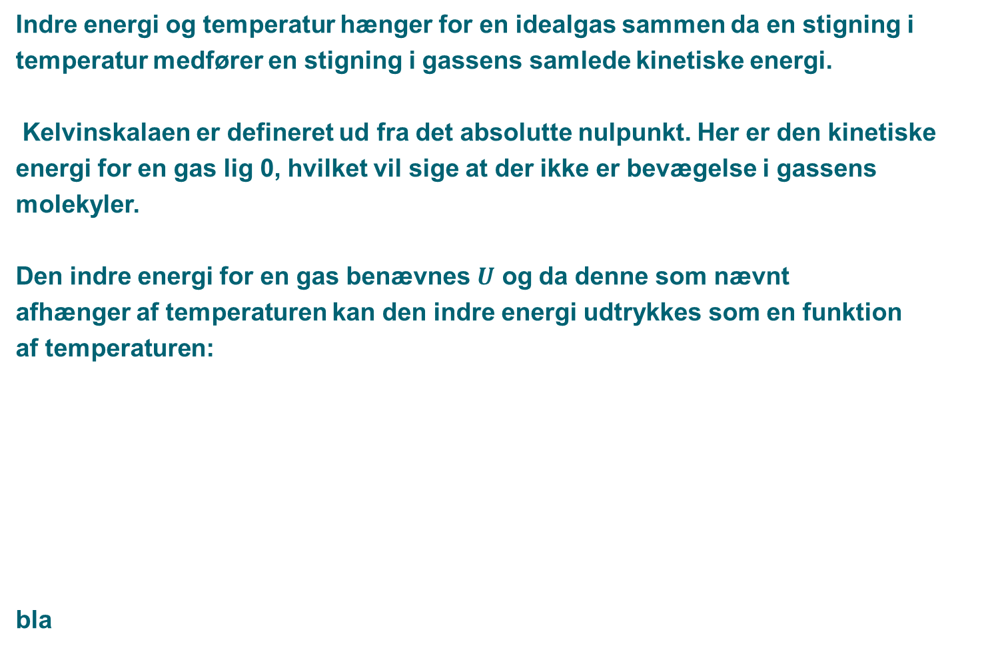 Indre energi og temperatur hænger for en idealgas sammen da en stigning i
temperatur medfører en stigning i gassens samlede kinetiske energi.
Kelvinskalaen er defineret ud fra det absolutte nulpunkt. Her er den kinetiske
energi for en gas lig 0, hvilket vil sige at der ikke er bevægelse i gassens
molekyler.
Den indre energi for en gas benævnes U og da denne som nævnt
afhænger af temperaturen kan den indre energi udtrykkes som en funktion
af temperaturen:
bla